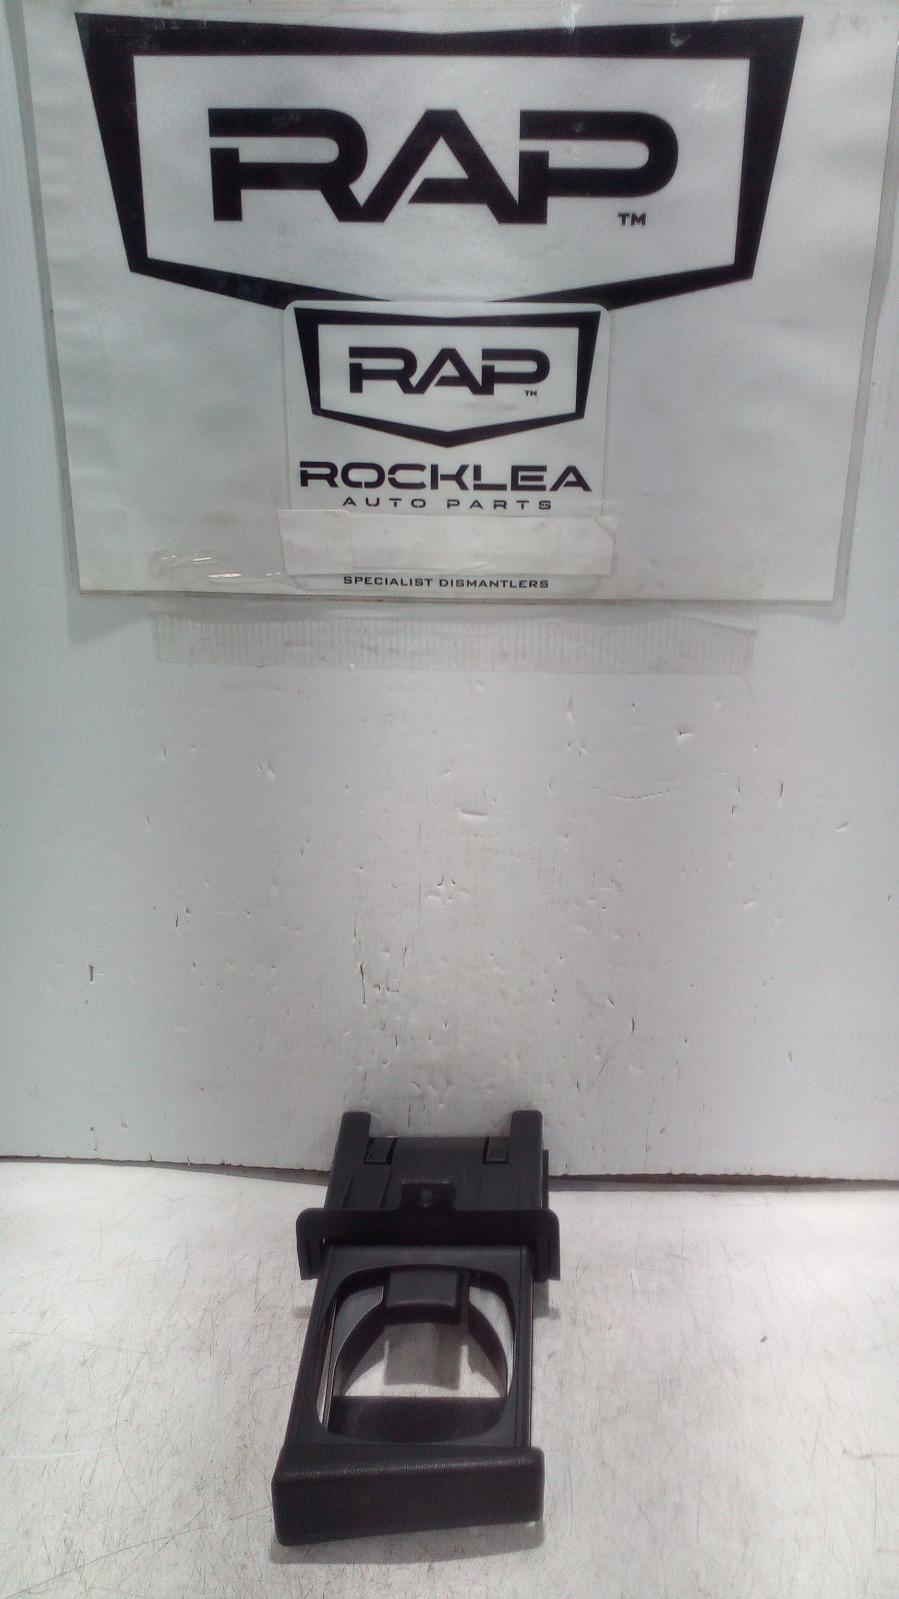 RAP
TM
RAP
TM
ROCKLEA
AUTO PARTS
SPECIALIST DISMANTLERS